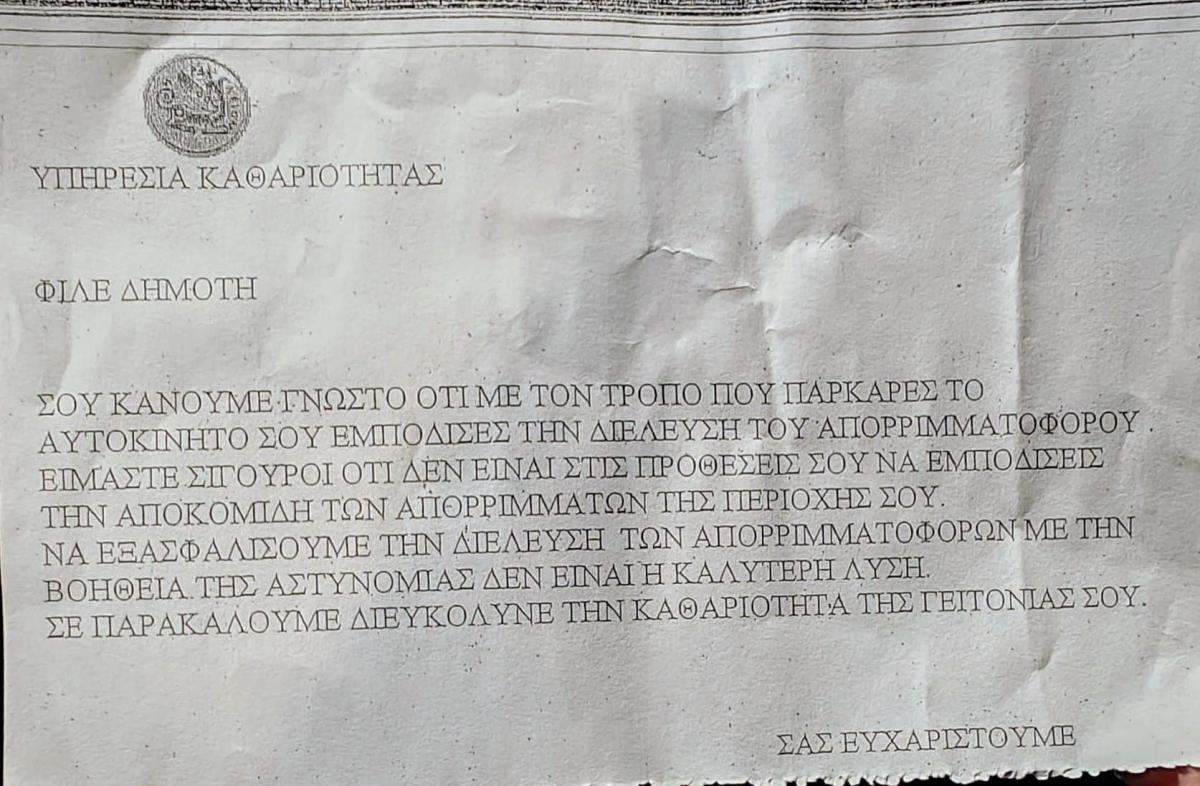 ΥΠΗΡΕΣΙΑ ΚΑΘΑΡΙΟΤΗΤΑΣ
ΦΙΛΕ ΔΗΜΟΤΗ
ΣΟΥ ΚΑΝΟΥΜΕ ΓΝΩΣΤΟ ΟΤΙ ΜΕ ΤΟΝ ΤΡΟΠΟ ΠΟΥ ΠΑΡΚΑΡΕΣ ΤΟ
ΑΥΤΟΚΙΝΗΤΟ ΣΟΥ ΕΜΠΟΔΙΣΕΣ ΤΗΝ ΔΙΕΛΕΥΣΗ ΤΟΥ ΑΠΟΡΡΙΜΜΑΤΟΦΟΡΟΥ .
ΕΙΜΑΣΤΕ ΣΙΓΟΥΡΟΙ ΟΤΙ ΔΕΝ ΕΙΝΑΙ ΣΤΙΣ ΠΡΟΘΕΣΕΙΣ ΣΟΥ ΝΑ ΕΜΠΟΔΙΣΕΙΣ
ΤΗΝ ΑΠΟΚΟΜΙΔΗ ΤΩΝ ΑΠΟΡΡΙΜΜΑΤΩΝ ΤΗΣ ΠΕΡΙΟΧΗΣ ΣΟΥ.
ΝΑ ΕΞΑΣΦΑΛΙΣΟΥΜΕ ΤΗΝ ΔΙΕΛΕΥΣΗ ΤΩΝ ΑΠΟΡΡΙΜΜΑΤΟΦΟΡΩΝ ΜΕ ΤΗΝ
ΒΟΗΘΕΙΑ ΤΗΣ ΑΣΤΥΝΟΜΙΑΣ ΔΕΝ ΕΙΝΑΙ Η ΚΑΛΥΤΕΡΗ ΛΥΣΗ.
ΣΕ ΠΑΡΑΚΑΛΟΥΜΕ ΔΙΕΥΚΟΛΥΝΕ ΤΗΝ ΚΑΘΑΡΙΟΤΗΤΑ ΤΗΣ ΓΕΙΤΟΝΙΑΣ ΣΟΥ.
ΣΑΣ ΕΥΧΑΡΙΣΤΟΥΜΕ